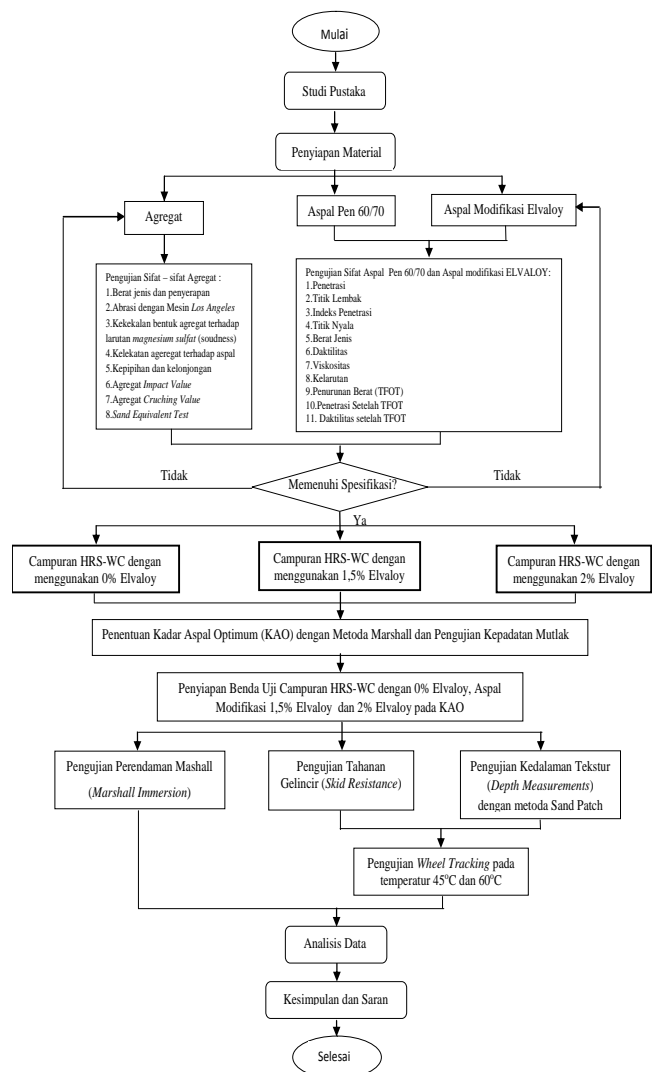 Mulai
Studi Pustaka
Penyiapan Material
Agregat
Aspal Pen 60/70
Aspal Modifikasi Elvaloy
Pengujian Sifat – sifat Agregat :
1.Berat jenis dan penyerapan
2.Abrasi dengan Mesin Los Angeles
3.Kekekalan bentuk agregat terhadap
larutan magnesium sulfat (soudness)
4.Kelekatan ageregat terhadap aspal
5.Kepipihan dan kelonjongan
6.Agregat Impact Value
7.Agregat Cruching Value
8.Sand Equivalent Test
Pengujian Sifat Aspal Pen 60/70 dan Aspal modifikasi ELVALOY:
1.Penetrasi
2.Titik Lembak
3.Indeks Penetrasi
4.Titik Nyala
5.Berat Jenis
6.Daktilitas
7.Viskositas
8.Kelarutan
9.Penurunan Berat (TFOT)
10.Penetrasi Setelah TFOT
11. Daktilitas setelah TFOT
Tidak
Memenuhi Spesifikasi?
Tidak
Ya
Campuran HRS-WC dengan
menggunakan 0% Elvaloy
Campuran HRS-WC dengan
menggunakan 1,5% Elvaloy
Campuran HRS-WC dengan
menggunakan 2% Elvaloy
Penentuan Kadar Aspal Optimum (KAO) dengan Metoda Marshall dan Pengujian Kepadatan Mutlak
Penyiapan Benda Uji Campuran HRS-WC dengan 0% Elvaloy, Aspal
Modifikasi 1,5% Elvaloy dan 2% Elvaloy pada KAO
Pengujian Perendaman Mashall
(Marshall Immersion)
Pengujian Tahanan
Gelincir (Skid Resistance)
Pengujian Kedalaman Tekstur
(Depth Measurements)
dengan metoda Sand Patch
Pengujian Wheel Tracking pada
temperatur 45°C dan 60°C
Analisis Data
Kesimpulan dan Saran
Selesai